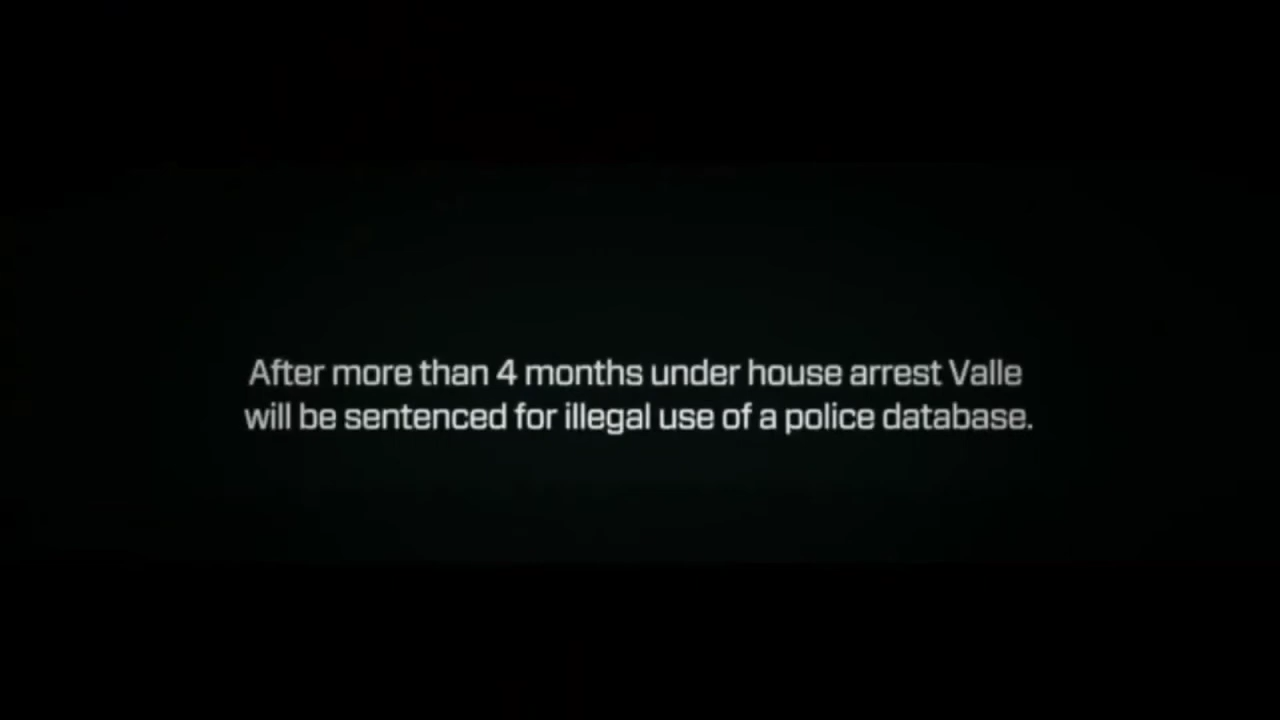 After more than 4 months under house arrest Valle
will be sentenced for illegal use of a police database.